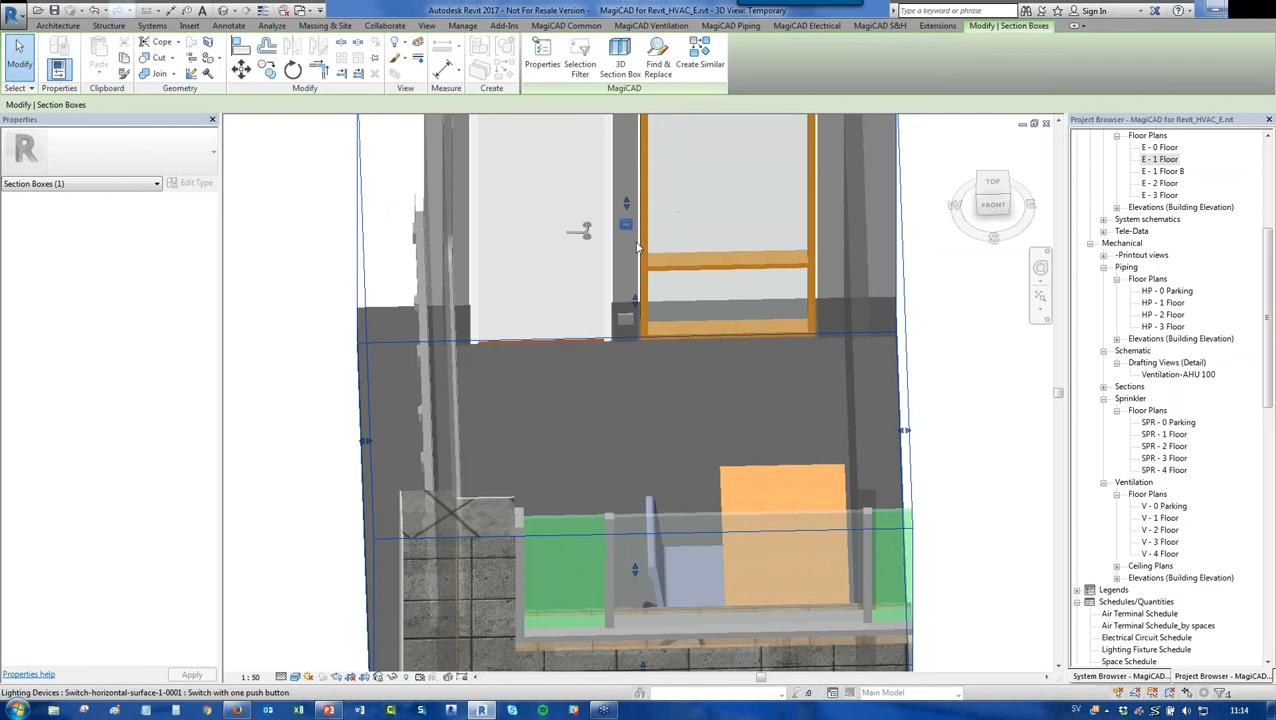 Autodesk Revit 2017 - Not For Resale Version - MagiCAD for Revit_HVAC_E.rvt - 3D View: Temporary
Type a keyword or phrase
Sign In
Architecture Structure Systems Insert Annotate Analyze Massing & Site Collaborate View Manage Add-Ins MagiCAD Common MagiCAD Ventilation MagiCAD Piping MagiCAD Electrical MagiCAD S&H Extensions Modify | Section Boxes
Modify
Paste
Cope
Cut
Join
Properties
Selection Filter
3D Section Box
Find & Replace
Create Similar
Select Properties Clipboard Geometry Modify View Measure Create MagiCAD
Modify | Section Boxes
Properties
R
Section Boxes (1)
Edit Type
Properties help
Apply
TOP
FRONT
W
E
S
Project Browser - MagiCAD for Revit_HVAC_E.rvt
Floor Plans
E - 0 Floor
E - 1 Floor
E - 1 Floor B
E - 2 Floor
E - 3 Floor
Elevations (Building Elevation)
System schematics
Tele-Data
Mechanical
-Printout views
Piping
Floor Plans
HP - 0 Parking
HP - 1 Floor
HP - 2 Floor
HP - 3 Floor
Elevations (Building Elevation)
Schematic
Drafting Views (Detail)
Ventilation-AHU 100
Sections
Sprinkler
Floor Plans
SPR - 0 Parking
SPR - 1 Floor
SPR - 2 Floor
SPR - 3 Floor
SPR - 4 Floor
Ventilation
Floor Plans
V - 0 Parking
V - 1 Floor
V - 2 Floor
V - 3 Floor
V - 4 Floor
Ceiling Plans
Elevations (Building Elevation)
Legends
Schedules/Quantities
Air Terminal Schedule
Air Terminal Schedule_by spaces
Electrical Circuit Schedule
Lighting Fixture Schedule
Space Schedule
System Browser - MagiCAD... Project Browser - MagiCAD...
1 : 50
Lighting Devices : Switch-horizontal-surface-1-0001 : Switch with one push button
:0
Main Model
:1
SV
11:14